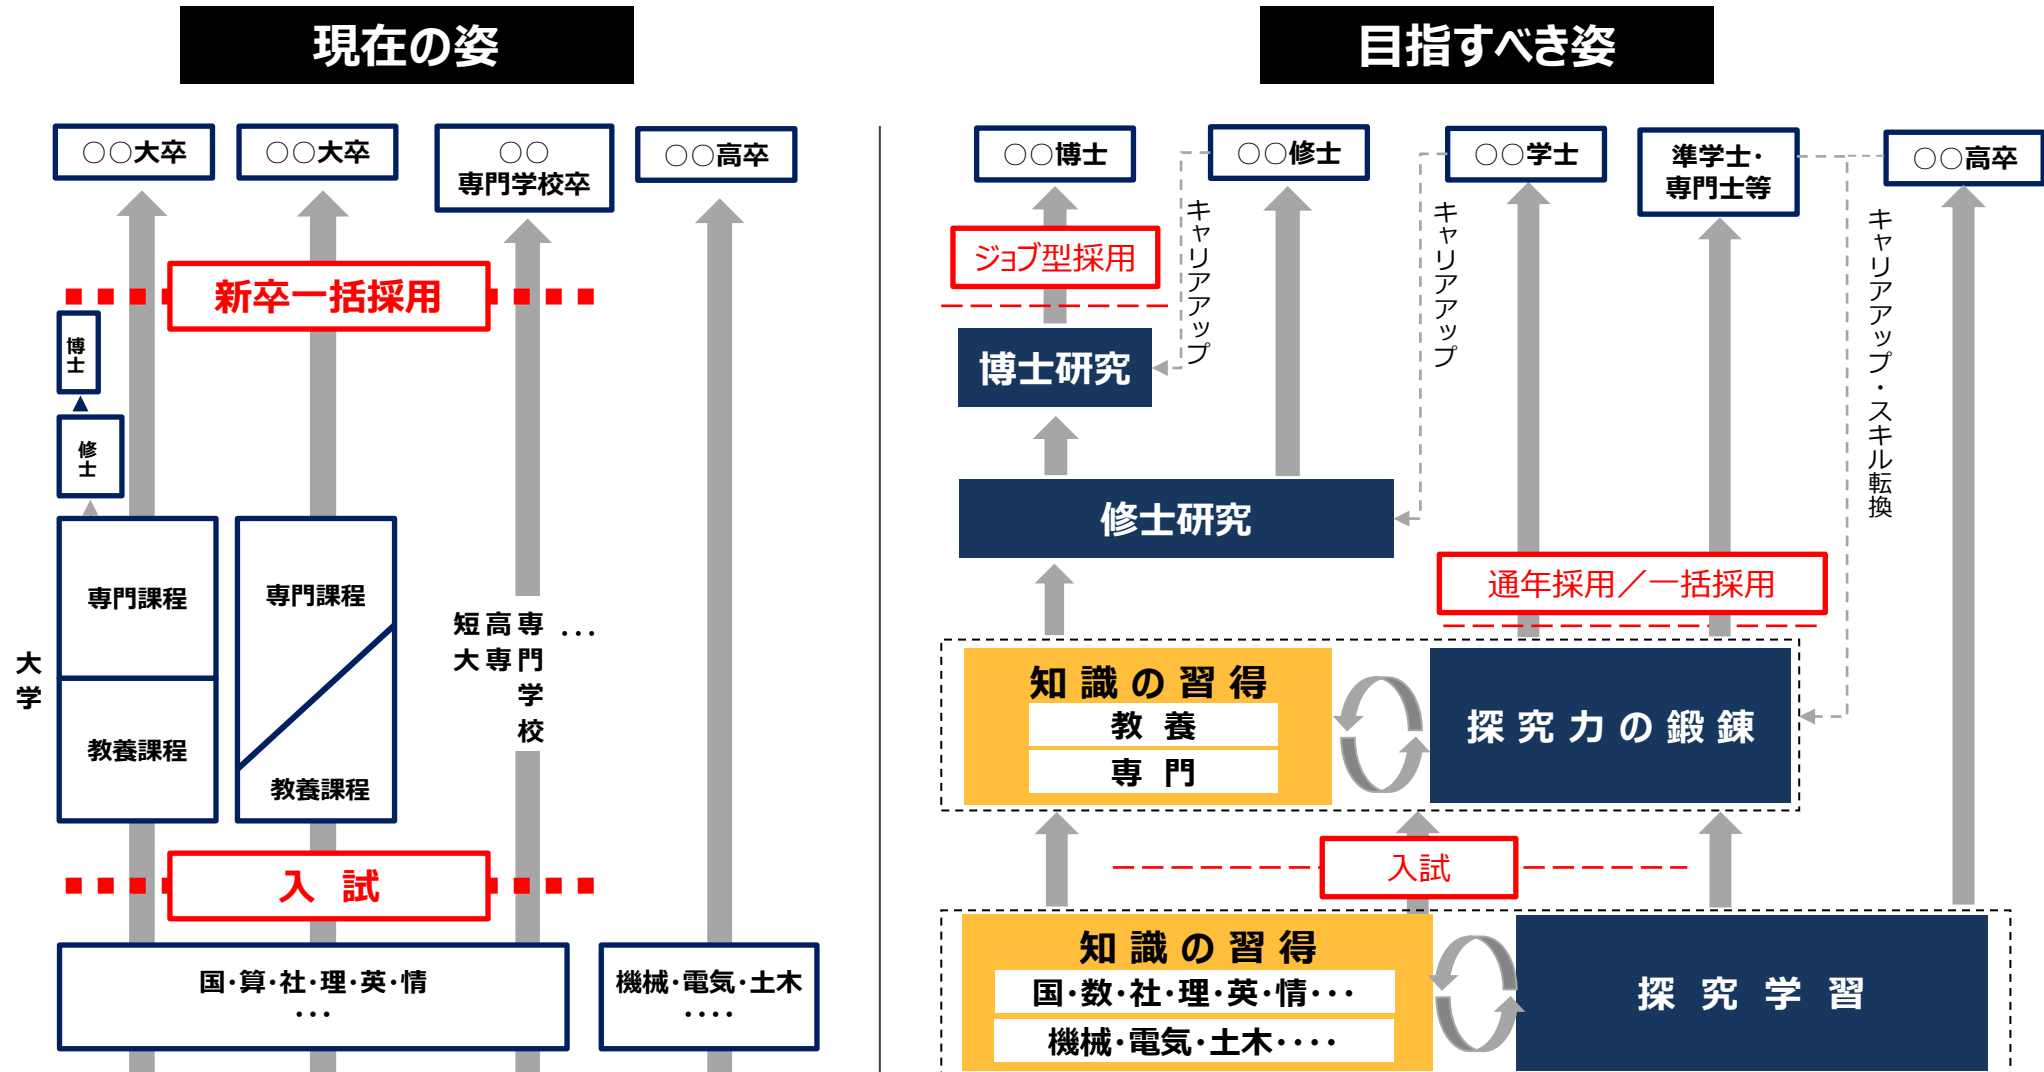 現在の姿
○○大卒
○○大卒
○○
専門学校卒
○○高卒
新卒一括採用
博士
修士
専門課程
教養課程
専門課程
教養課程
大学
短大
高専
専門学校
・・・
入 試
国・算・社・理・英・情
・・・
機械・電気・土木
・・・・
目指すべき姿
○○博士
○○修士
○○学士
準学士・
専門士等
○○高卒
ジョブ型採用
キャリアアップ
キャリアアップ
キャリアアップ・スキル転換
博士研究
修士研究
通年採用／一括採用
知識の習得
教 養
専 門
探究力の鍛錬
入試
知識の習得
国・数・社・理・英・情・・・
機械・電気・土木・・・・
探究学習